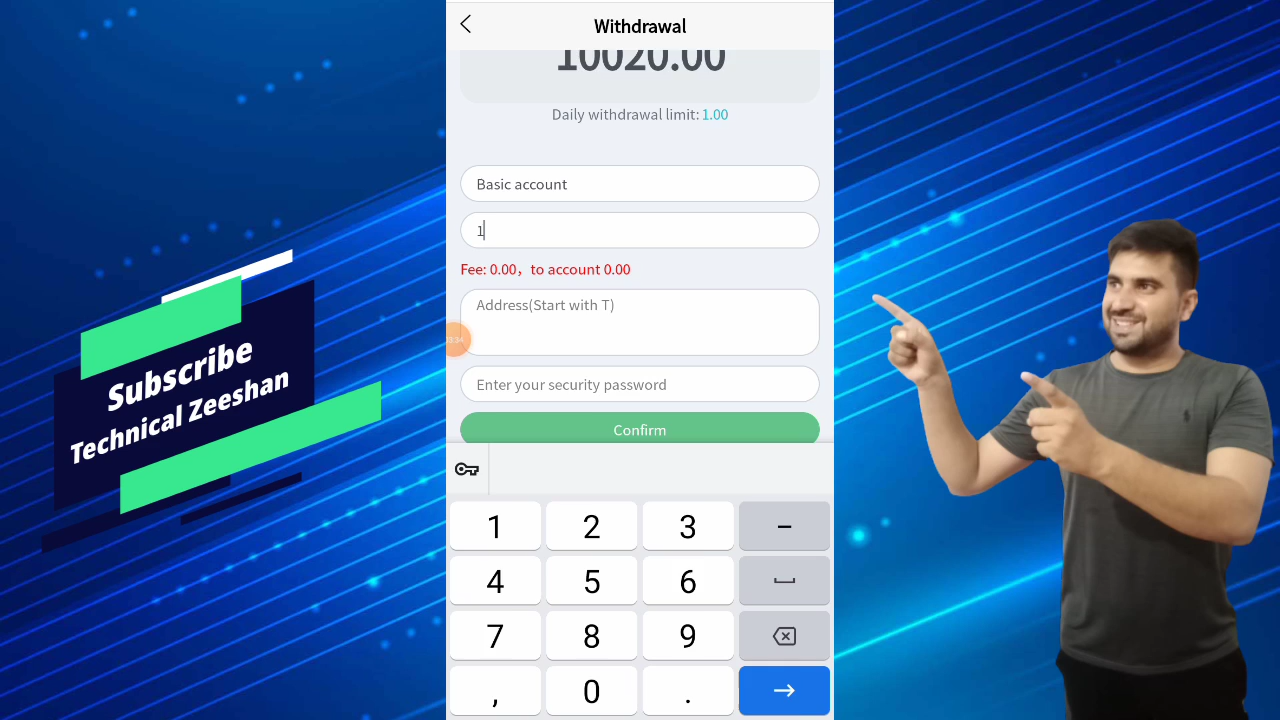 Withdrawal
10020.00
Daily withdrawal limit: 1.00
Basic account
1
Fee: 0.00, to account 0.00
Address(Start with T)
Enter your security password
Confirm
Subscribe
Technical Zeeshan
1 2 3 -
4 5 6
7 8 9
, 0 .